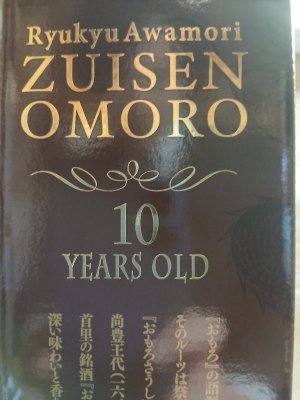 Ryukyu Awamori
ZUISEN
OMORO
10
YEARS OLD
『おもろ』の語
そのルーツは祭
『おもろさうし
尚豊王代(一六
首里の銘酒『お
深い味わいと香